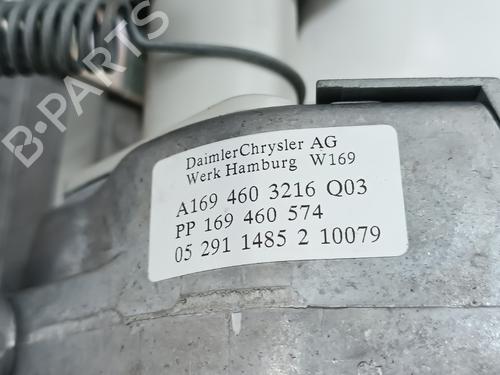 B-PARTS
DaimlerChrysler AG
Werk Hamburg W169
A169 460 3216 Q03
PP 169 460 574
05 291 1485 2 10079